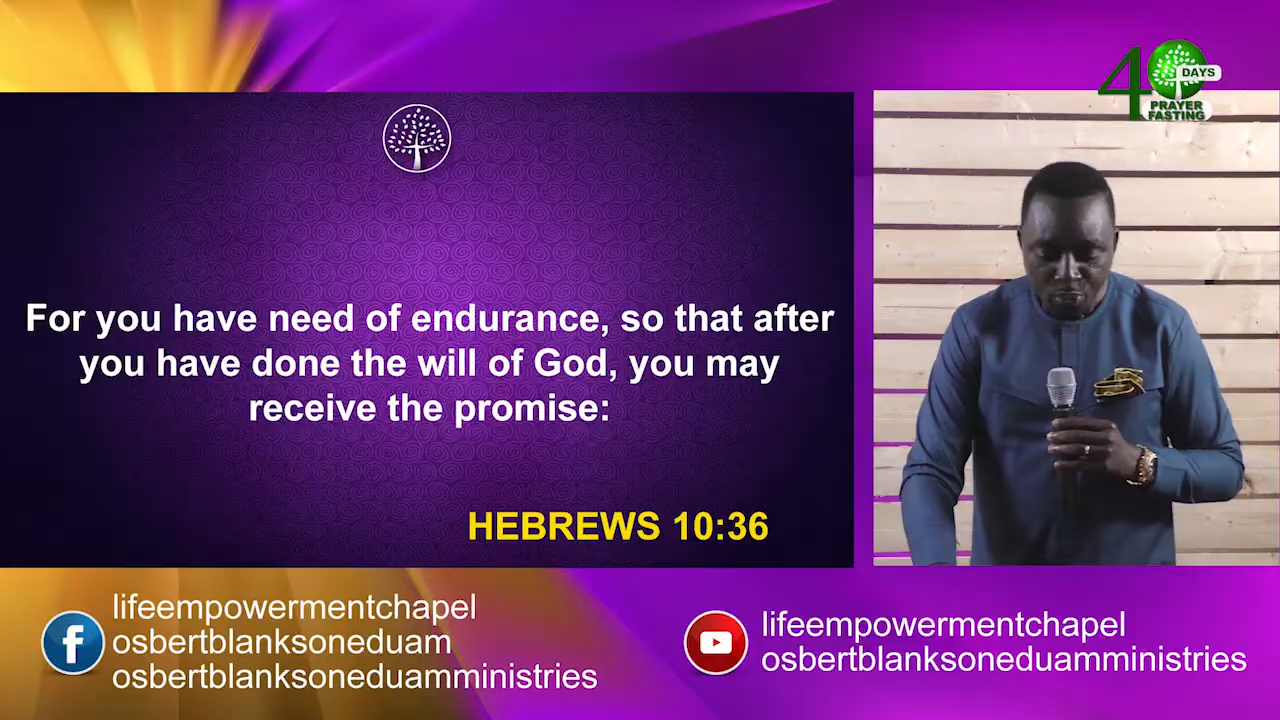 40 DAYS
PRAYER
FASTING
For you have need of endurance, so that after
you have done the will of God, you may
receive the promise:
HEBREWS 10:36
lifeempowermentchapel
osbertblanksoneduam
osbertblanksoneduamministries
lifeempowermentchapel
osbertblanksoneduamministries